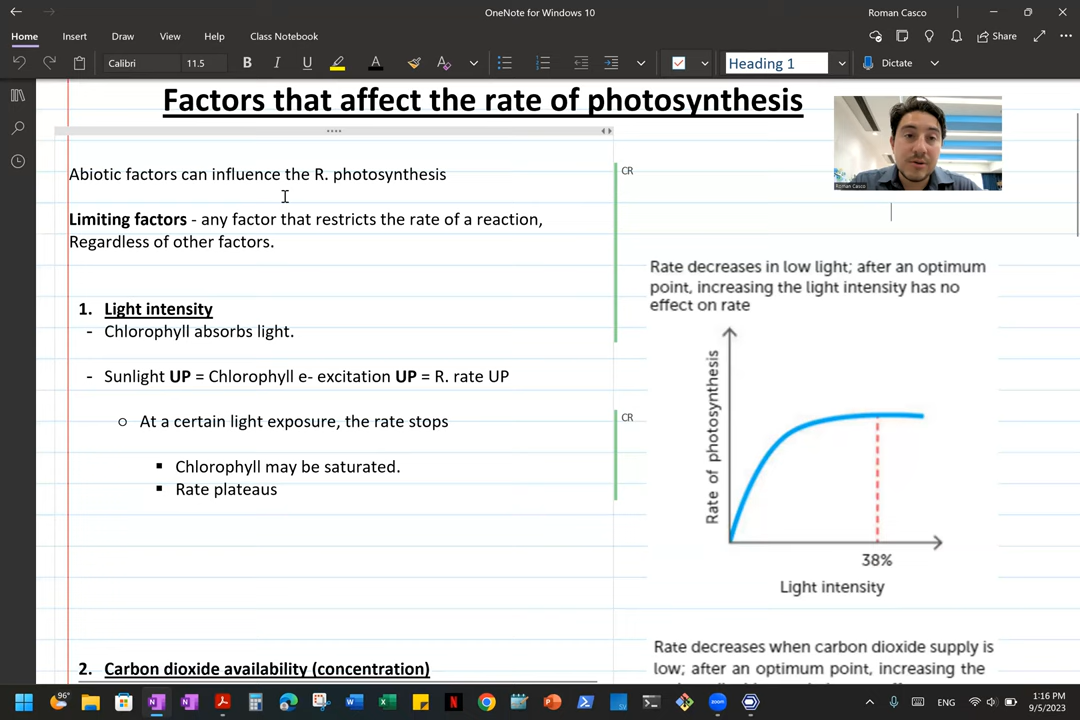 OneNote for Windows 10
Roman Casco
Home
Insert
Draw
View
Help
Class Notebook
Share
Calibri
11.5
B
I
U
A
A
Heading 1
Dictate
Factors that affect the rate of photosynthesis
Roman Casco
Abiotic factors can influence the R. photosynthesis
CR
Limiting factors - any factor that restricts the rate of a reaction,
Regardless of other factors.
1. Light intensity
- Chlorophyll absorbs light.
- Sunlight UP = Chlorophyll e- excitation UP = R. rate UP
○ At a certain light exposure, the rate stops
CR
▪ Chlorophyll may be saturated.
▪ Rate plateaus
Rate decreases in low light; after an optimum
point, increasing the light intensity has no
effect on rate
Rate of photosynthesis
38%
Light intensity
2. Carbon dioxide availability (concentration)
Rate decreases when carbon dioxide supply is
low; after an optimum point, increasing the
96°
1:16 PM
ENG
9/5/2023